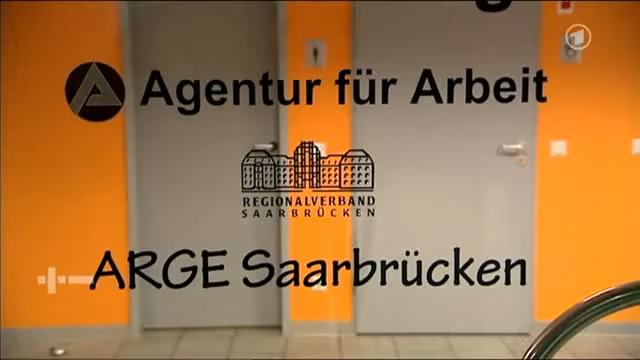 Agentur für Arbeit
REGIONALVERBAND
SAARBRÜCKEN
ARGE Saarbrücken